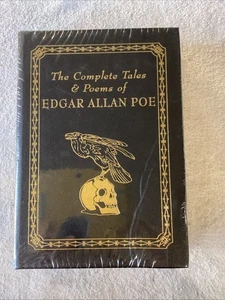 The Complete Tales
& Poems of
EDGAR ALLAN POE